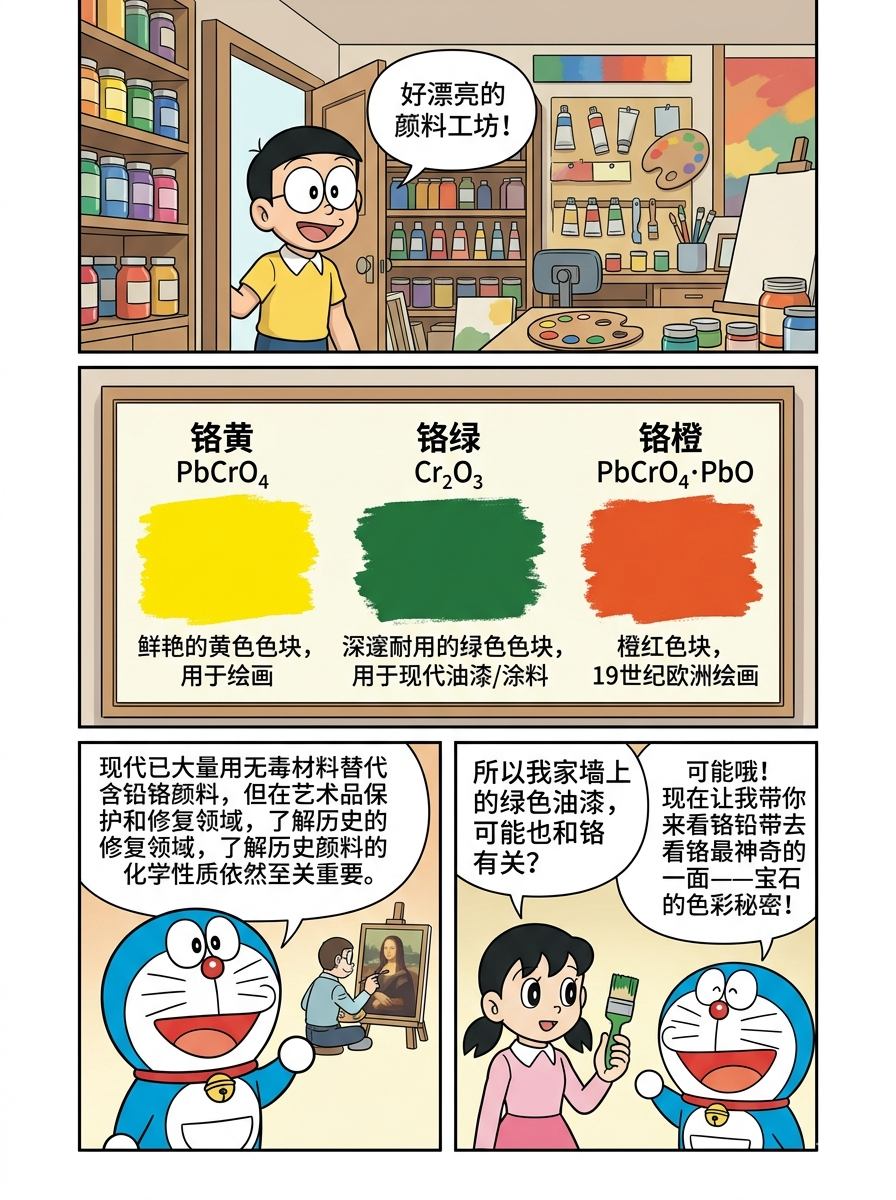 好漂亮的
颜料工坊！
铬黄
PbCrO₄
鲜艳的黄色色块，
用于绘画
铬绿
Cr₂O₃
深邃耐用的绿色色块，
用于现代油漆/涂料
铬橙
PbCrO₄·PbO
橙红色块，
19世纪欧洲绘画
现代已大量用无毒材料替代
含铅铬颜料，但在艺术品保
护和修复领域，了解历史的
修复领域，了解历史颜料的
化学性质依然至关重要。
所以我家墙上
的绿色油漆，
可能也和铬
有关？
可能哦！
现在让我带你
来看铬铅带去
看铬最神奇的
一面——宝石
的色彩秘密！